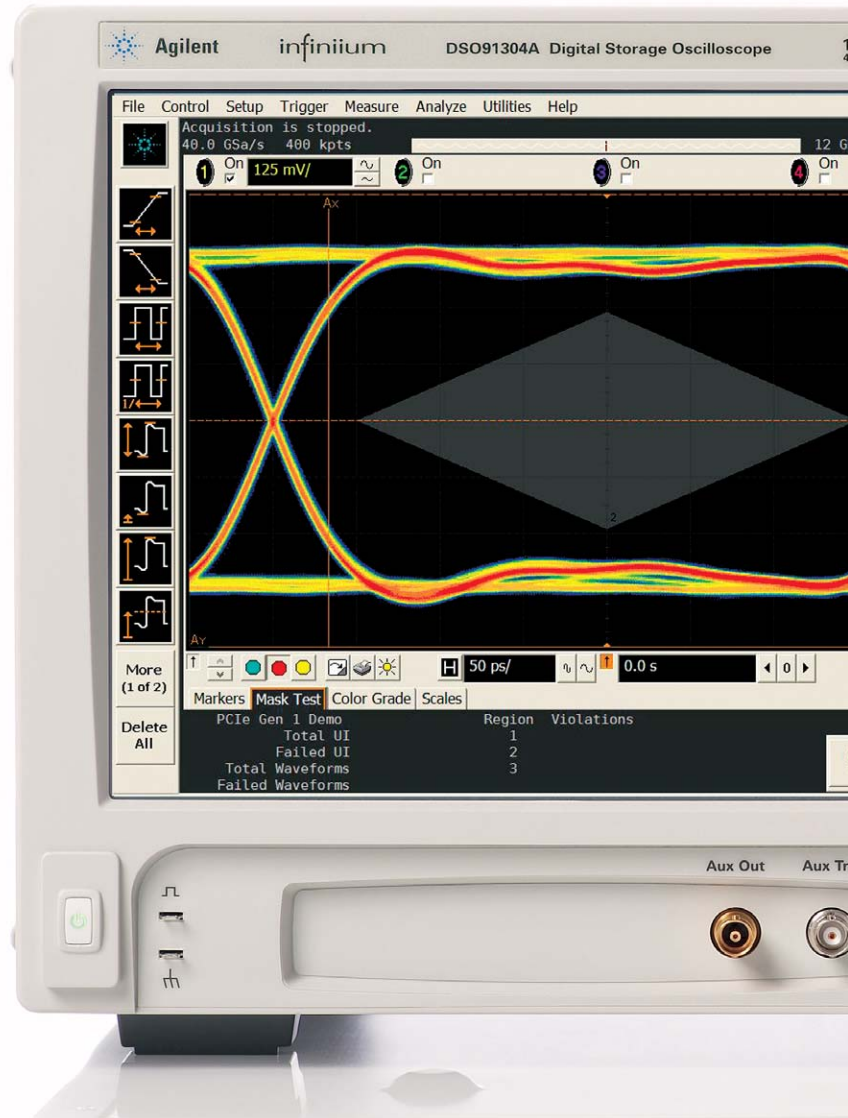 Agilent infiniium DSO91304A Digital Storage Oscilloscope
File Control Setup Trigger Measure Analyze Utilities Help
Acquisition is stopped.
40.0 GSa/s 400 kpts 12 G
1 On 125 mV/ 2 On 3 On 4 On
Ax
1/
2
Ay
More
(1 of 2)
Delete
All
H 50 ps/ 0.0 s 0
Markers Mask Test Color Grade Scales
PCIe Gen 1 Demo Region Violations
Total UI 1
Failed UI 2
Total Waveforms 3
Failed Waveforms
Aux Out Aux Tr